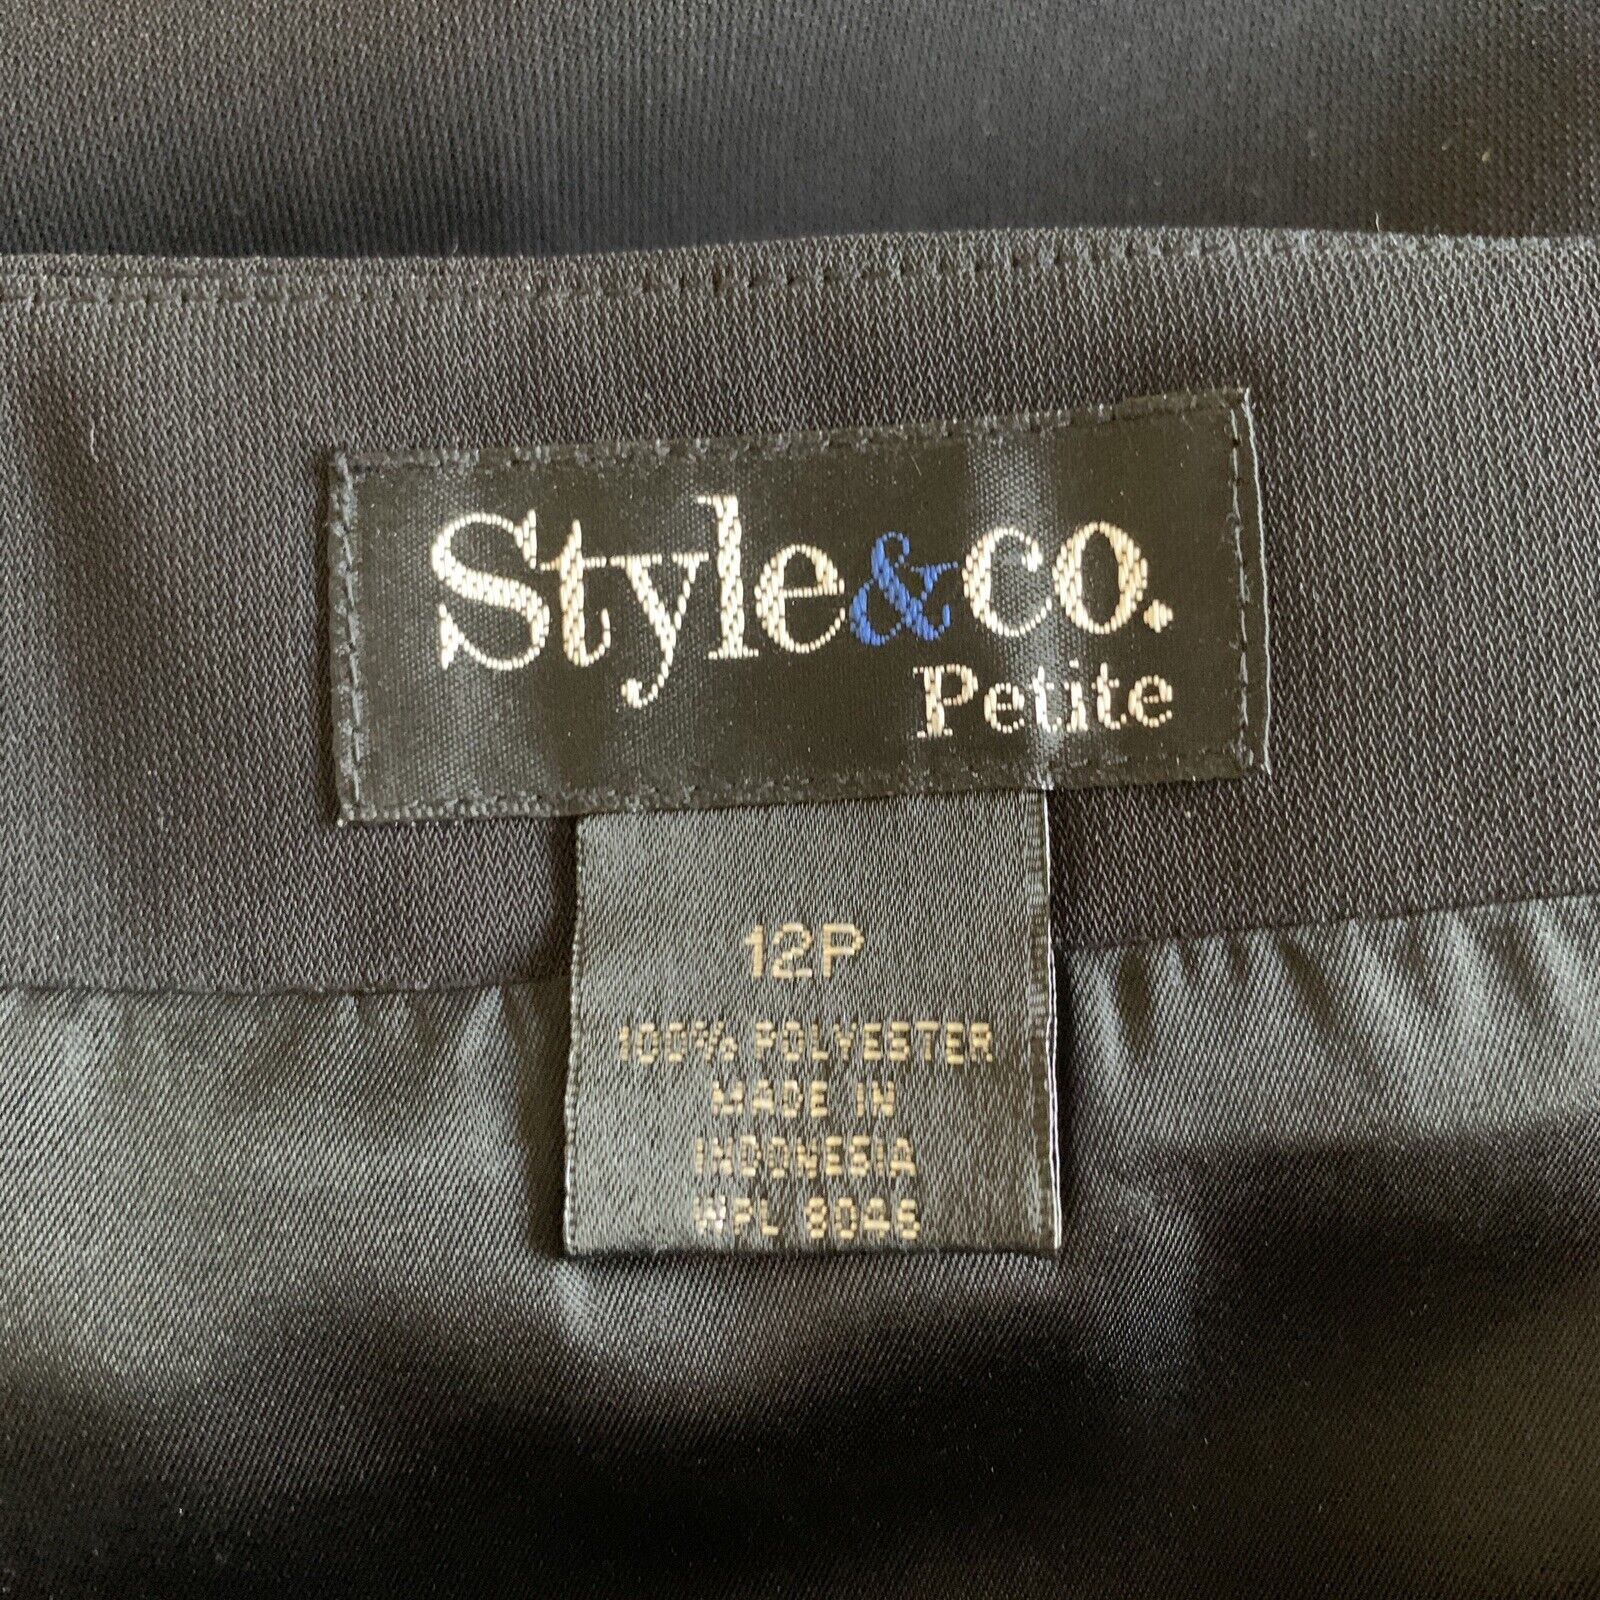 Style&co.
Petite
12P
100% POLYESTER
MADE IN
INDONESIA
WPL 8046